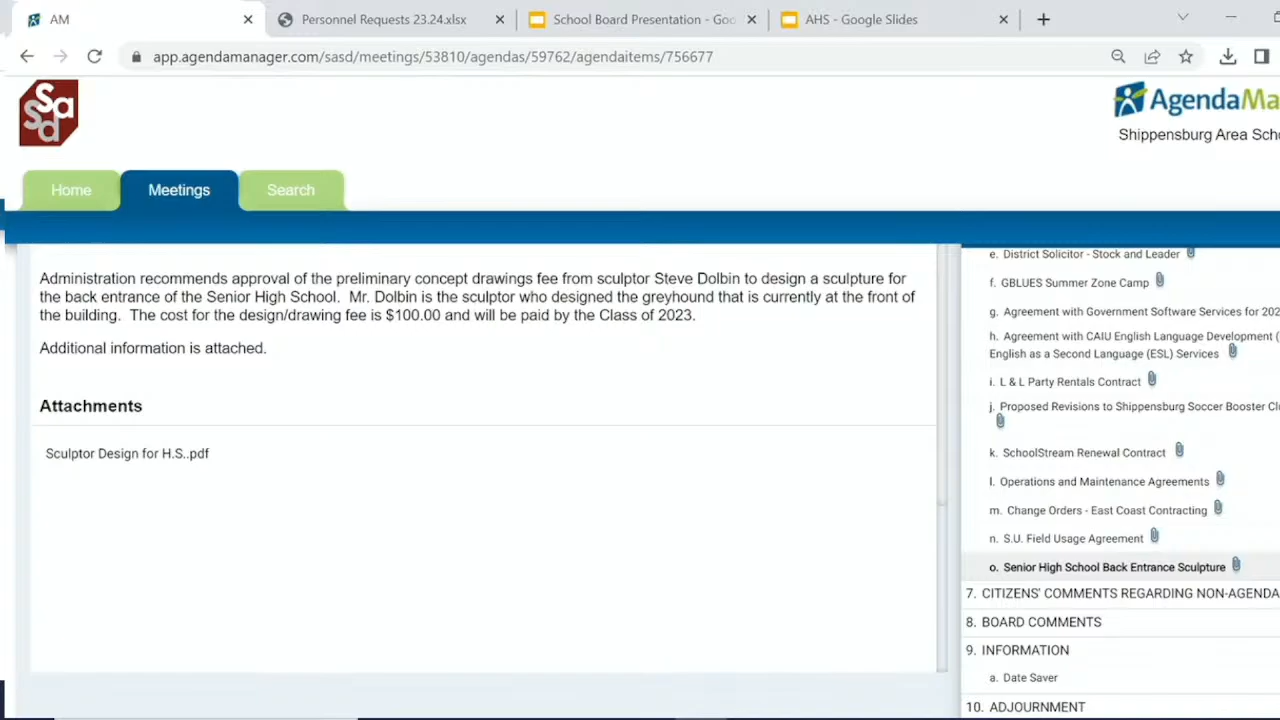 AM
Personnel Requests 23.24.xlsx
School Board Presentation - Goo
AHS - Google Slides
app.agendamanager.com/sasd/meetings/53810/agendas/59762/agendaitems/756677
Sa
Sd
AgendaMa
Shippensburg Area Scho
Home
Meetings
Search
Administration recommends approval of the preliminary concept drawings fee from sculptor Steve Dolbin to design a sculpture for
the back entrance of the Senior High School. Mr. Dolbin is the sculptor who designed the greyhound that is currently at the front of
the building. The cost for the design/drawing fee is $100.00 and will be paid by the Class of 2023.
Additional information is attached.
Attachments
Sculptor Design for H.S..pdf
e. District Solicitor - Stock and Leader
f. GBLUES Summer Zone Camp
g. Agreement with Government Software Services for 202
h. Agreement with CAIU English Language Development (
English as a Second Language (ESL) Services
i. L & L Party Rentals Contract
j. Proposed Revisions to Shippensburg Soccer Booster Cl
k. SchoolStream Renewal Contract
l. Operations and Maintenance Agreements
m. Change Orders - East Coast Contracting
n. S.U. Field Usage Agreement
o. Senior High School Back Entrance Sculpture
7. CITIZENS' COMMENTS REGARDING NON-AGENDA
8. BOARD COMMENTS
9. INFORMATION
a. Date Saver
10. ADJOURNMENT